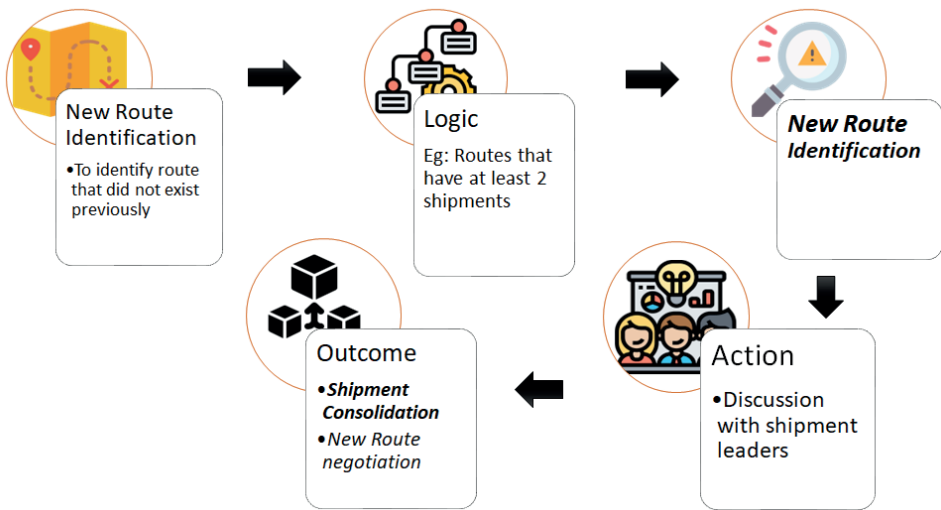 New Route
Identification
•To identify route
that did not exist
previously
Logic
Eg: Routes that
have at least 2
shipments
New Route
Identification
Action
•Discussion
with shipment
leaders
Outcome
•Shipment
Consolidation
•New Route
negotiation